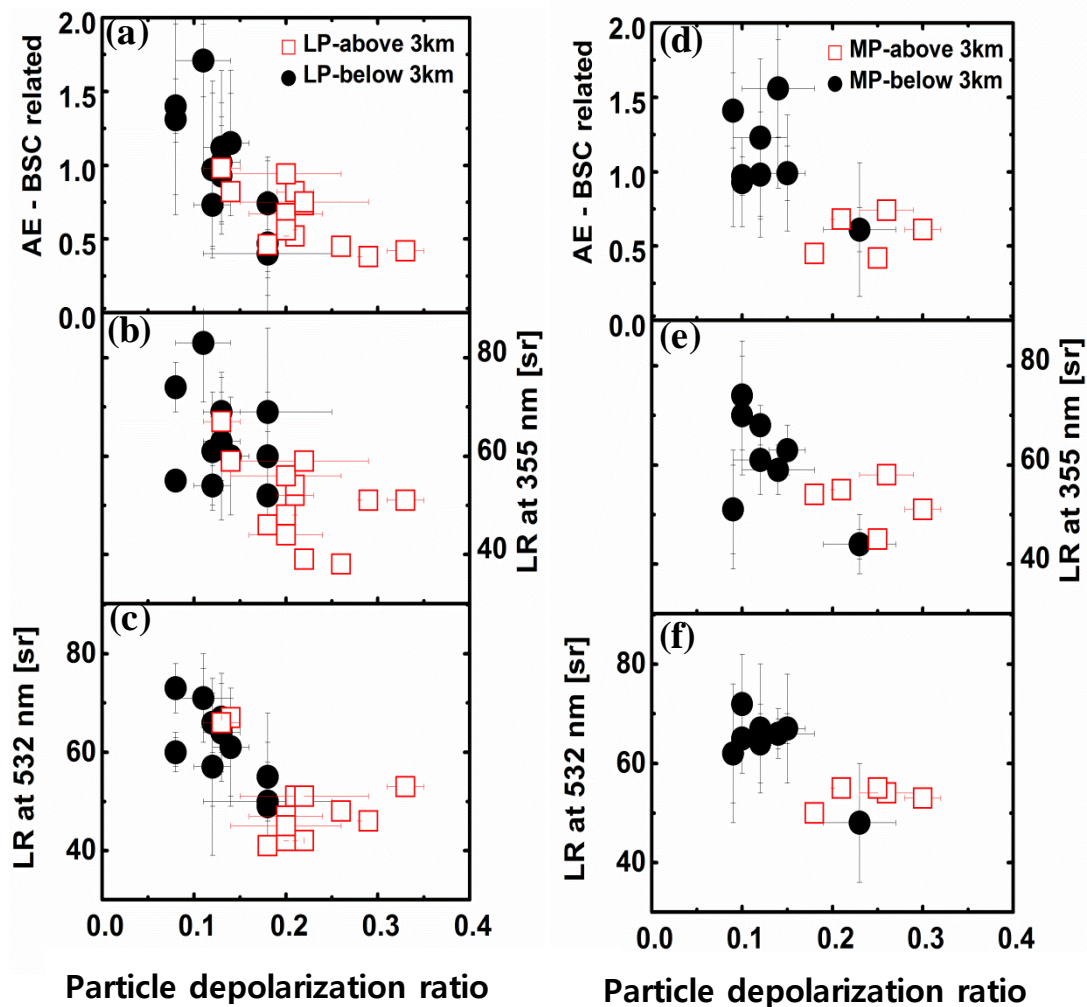 (a)
LP-above 3km
LP-below 3km
AE - BSC related
2.0
1.5
1.0
0.5
0.0
(b)
LR at 355 nm [sr]
80
60
40
(c)
LR at 532 nm [sr]
80
60
40
0.0 0.1 0.2 0.3 0.4
Particle depolarization ratio
(d)
MP-above 3km
MP-below 3km
AE - BSC related
2.0
1.5
1.0
0.5
0.0
(e)
LR at 355 nm [sr]
80
60
40
(f)
LR at 532 nm [sr]
80
60
40
0.0 0.1 0.2 0.3 0.4
Particle depolarization ratio